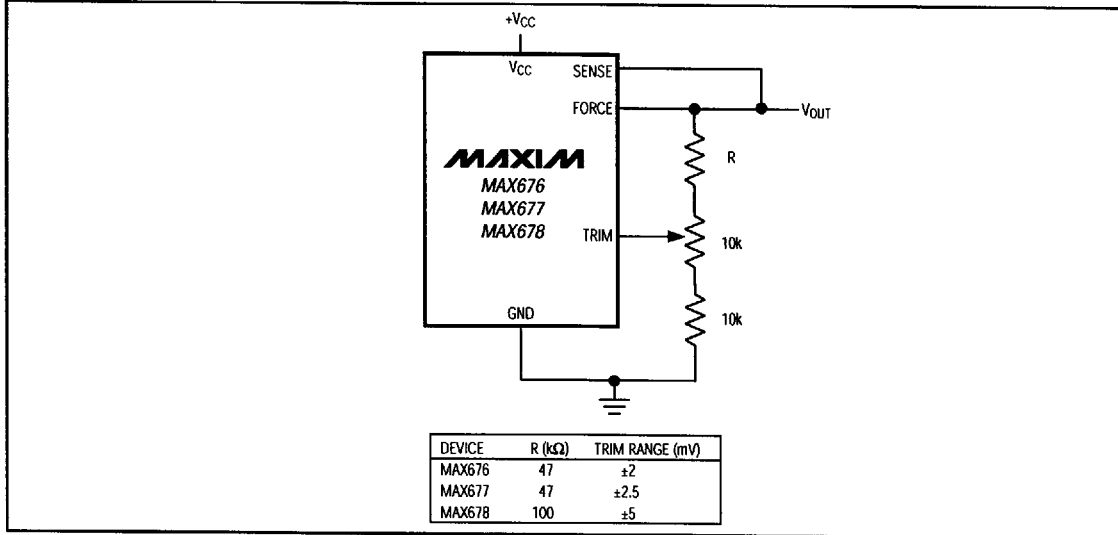 +VCC
VCC
SENSE
FORCE
VOUT
R
MAXIM
MAX676
MAX677
MAX678
TRIM
10k
10k
GND
DEVICE R (kΩ) TRIM RANGE (mV)
MAX676 47 ±2
MAX677 47 ±2.5
MAX678 100 ±5